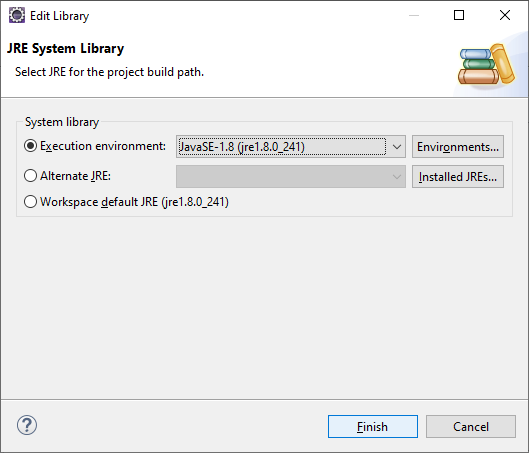 Edit Library
JRE System Library
Select JRE for the project build path.
System library
Execution environment: JavaSE-1.8 (jre1.8.0_241) Environments...
Alternate JRE: Installed JREs...
Workspace default JRE (jre1.8.0_241)
? Finish Cancel